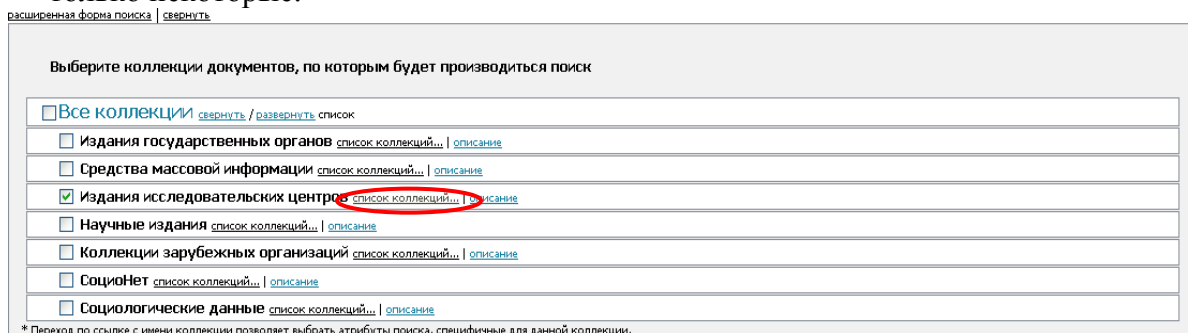 только некоторые.
расширенная форма поиска | свернуть
Выберите коллекции документов, по которым будет производиться поиск
Все коллекции свернуть / развернуть список
Издания государственных органов список коллекций... | описание
Средства массовой информации список коллекций... | описание
Издания исследовательских центров список коллекций... | описание
Научные издания список коллекций... | описание
Коллекции зарубежных организаций список коллекций... | описание
СоциоНет список коллекций... | описание
Социологические данные список коллекций... | описание
* Переход по ссылке с имени коллекции позволяет выбрать атрибуты поиска, специфичные для данной коллекции.